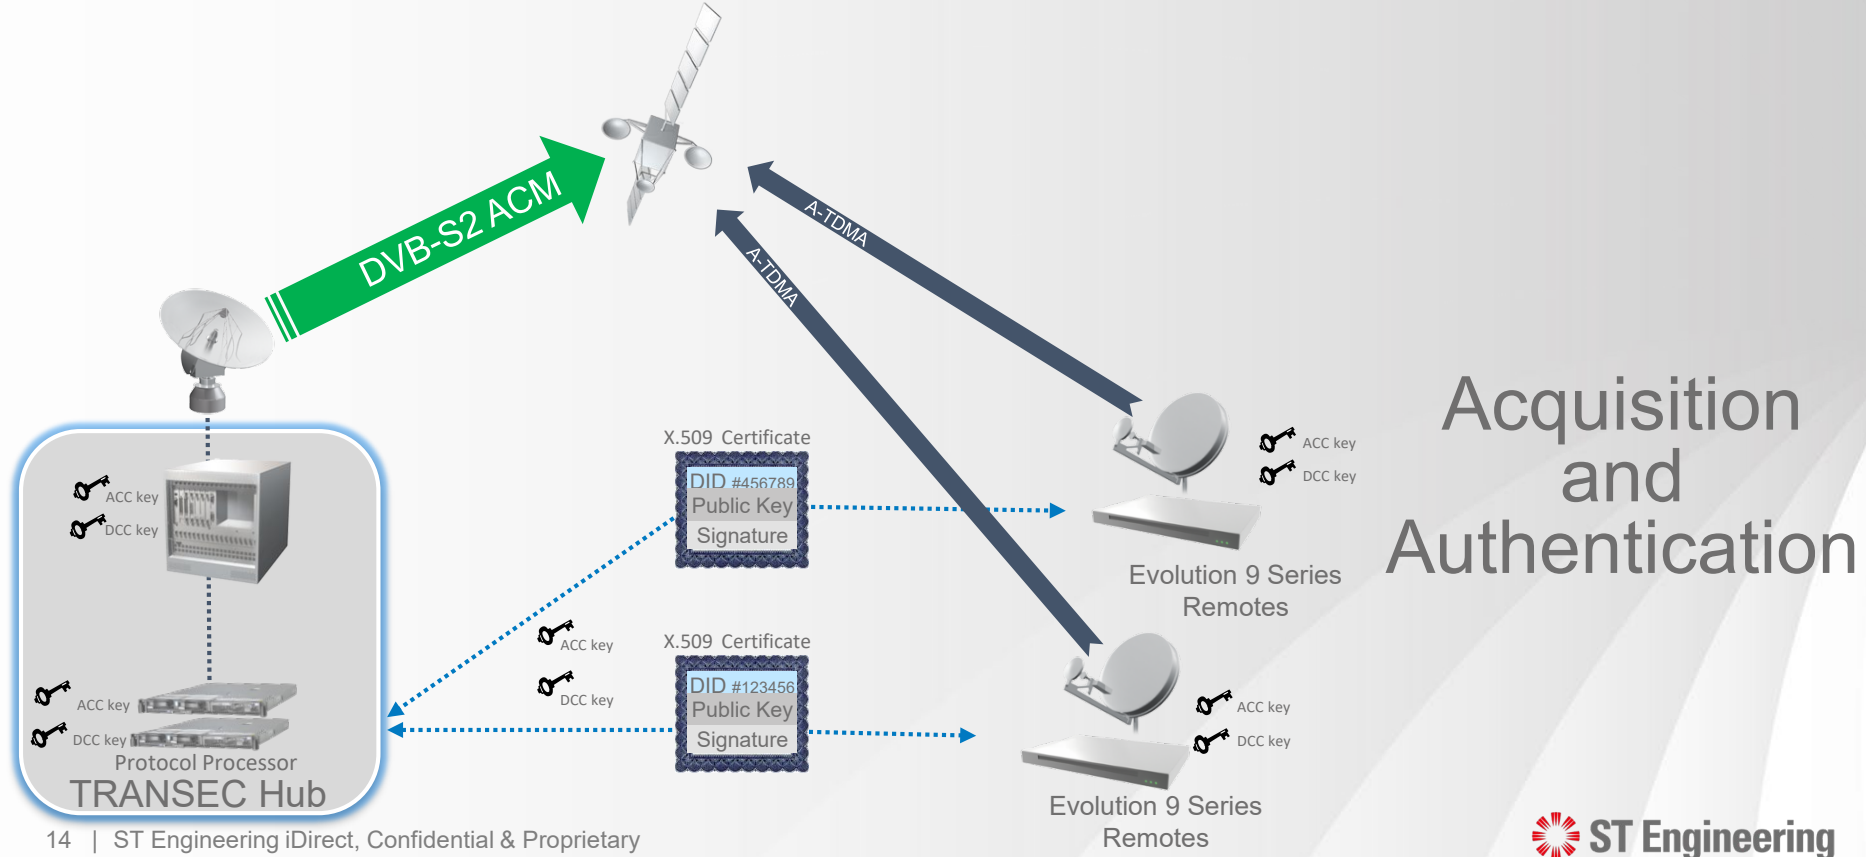 DVB-S2 ACM
A-TDMA
A-TDMA
Acquisition
and
Authentication
X.509 Certificate
DID #456789
Public Key
Signature
ACC key
DCC key
Evolution 9 Series
Remotes
ACC key
DCC key
ACC key
DCC key
X.509 Certificate
DID #123456
Public Key
Signature
ACC key
DCC key
Evolution 9 Series
Remotes
ACC key
DCC key
Protocol Processor
TRANSEC Hub
14 | ST Engineering iDirect, Confidential & Proprietary
ST Engineering